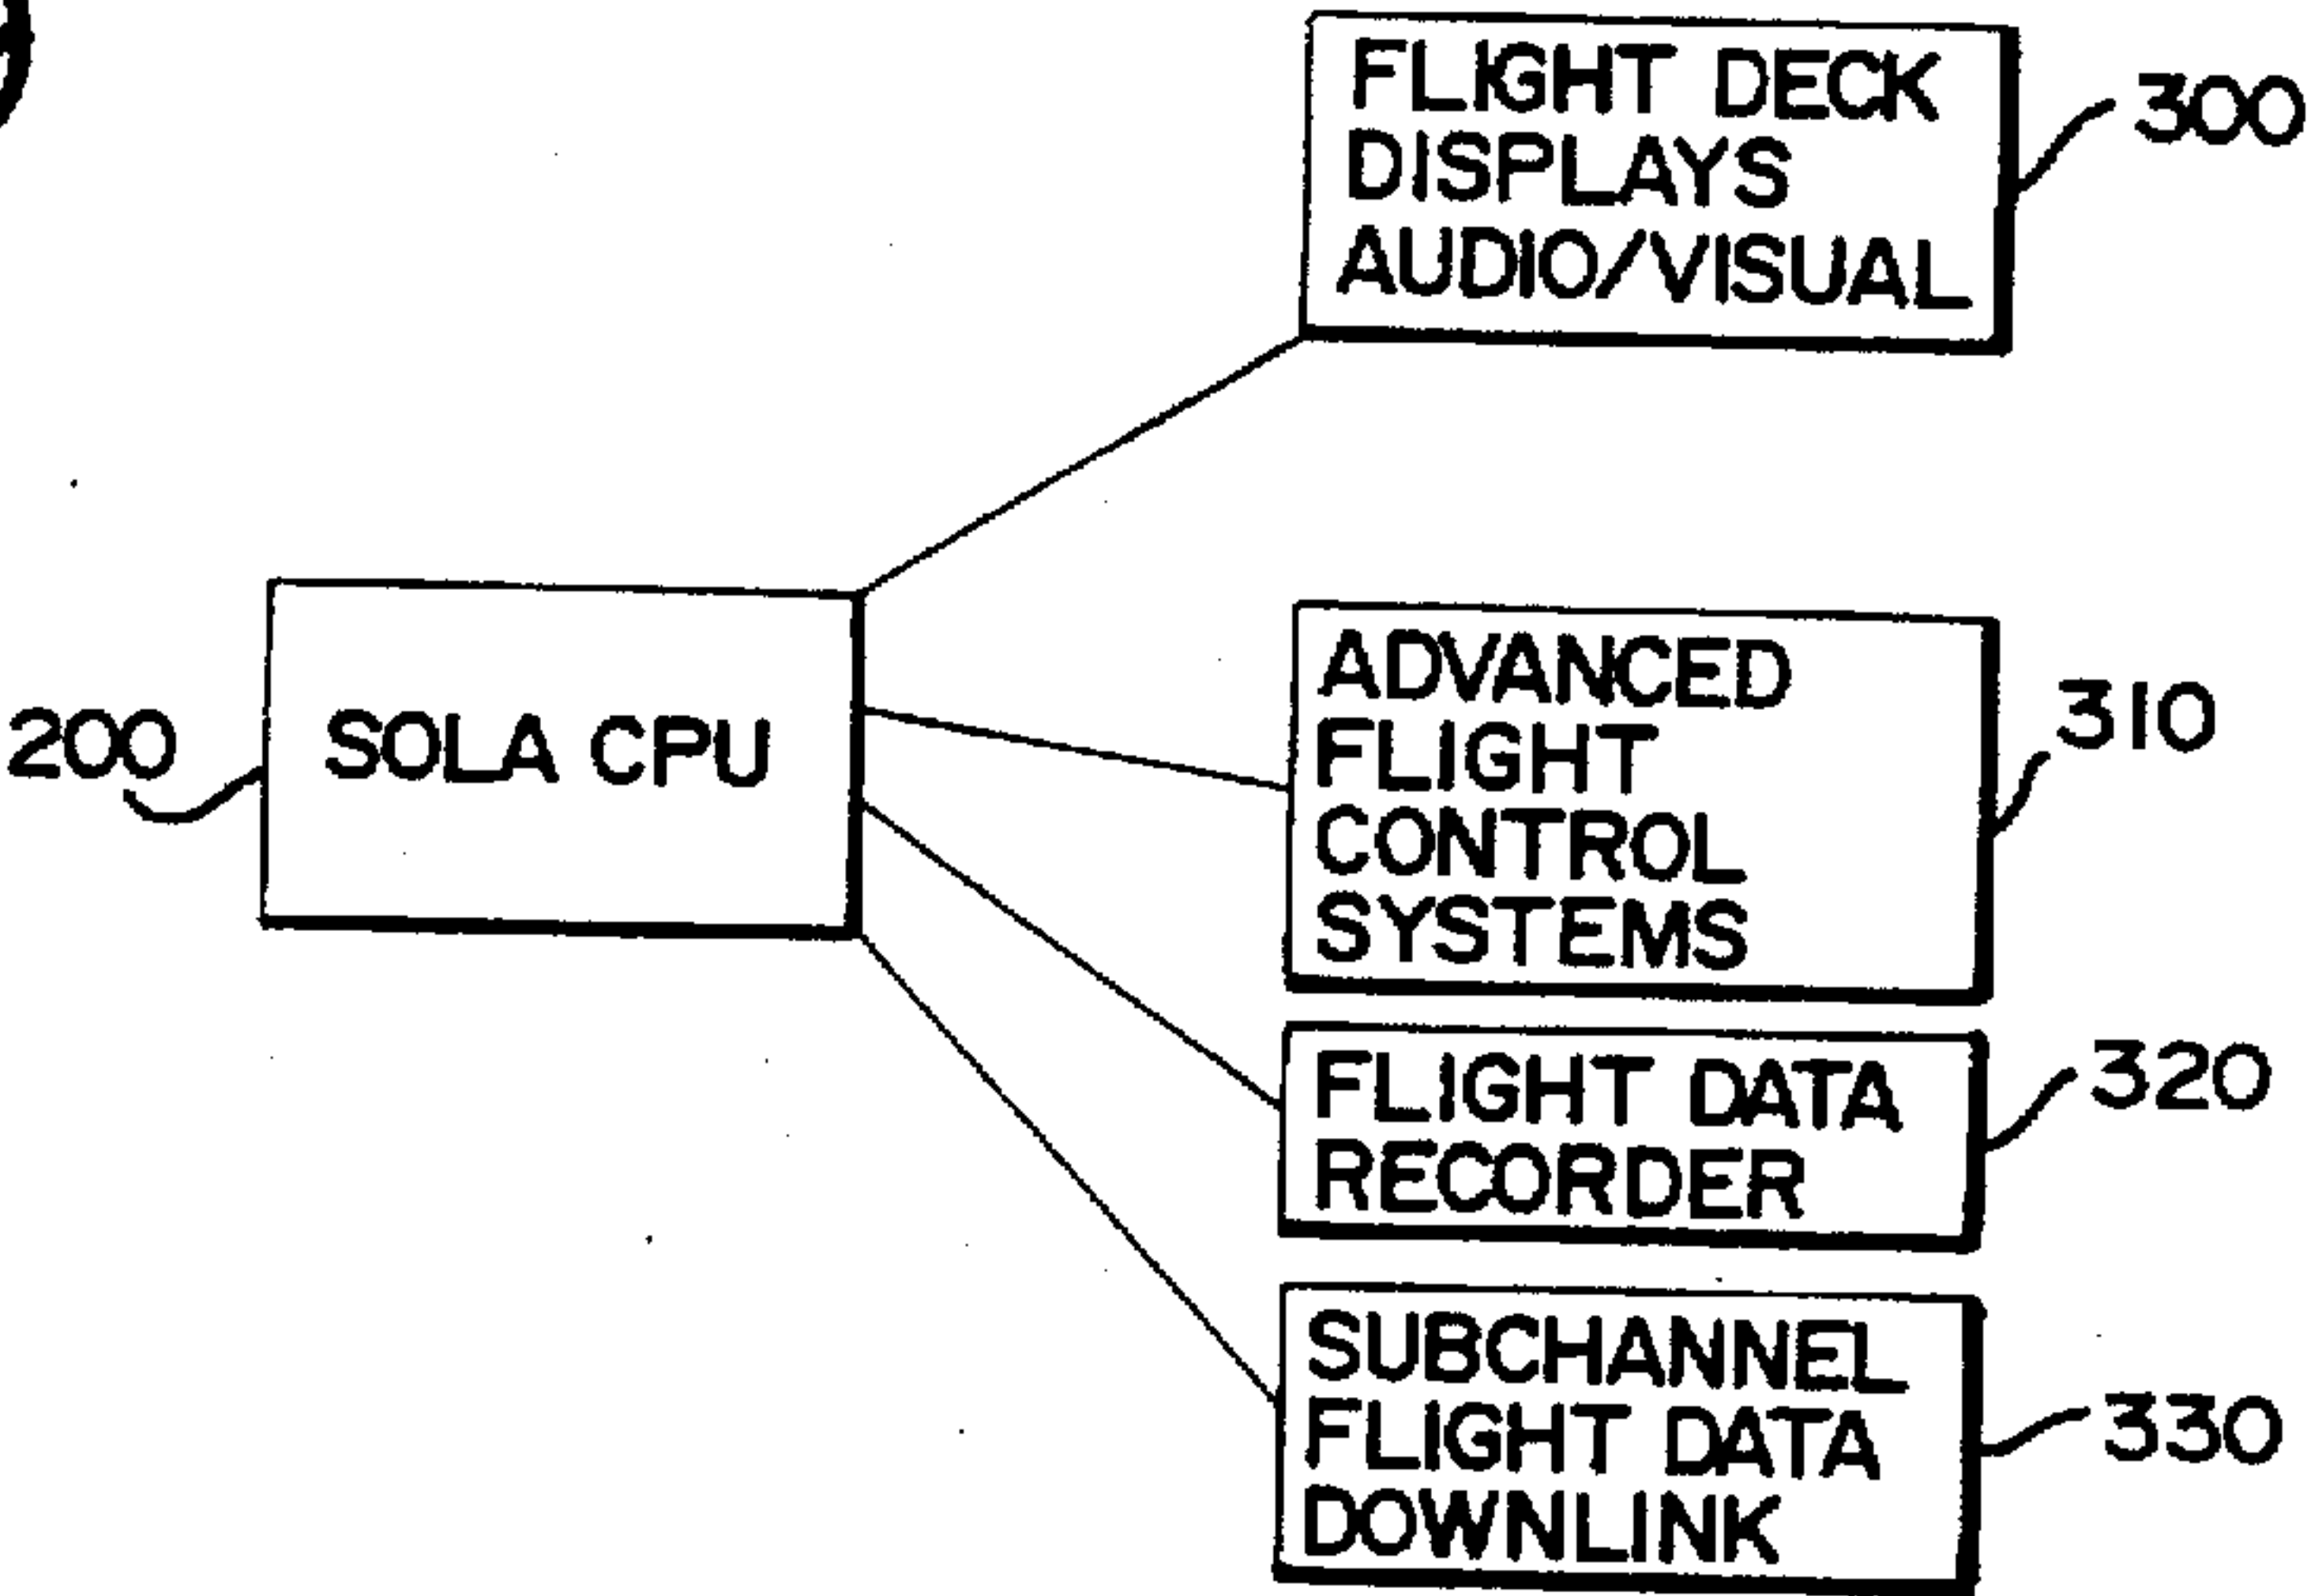 FLIGHT DECK
DISPLAYS
AUDIO/VISUAL
300
200
SOLA CPU
ADVANCED
FLIGHT
CONTROL
SYSTEMS
310
FLIGHT DATA
RECORDER
320
SUBCHANNEL
FLIGHT DATA
DOWNLINK
330